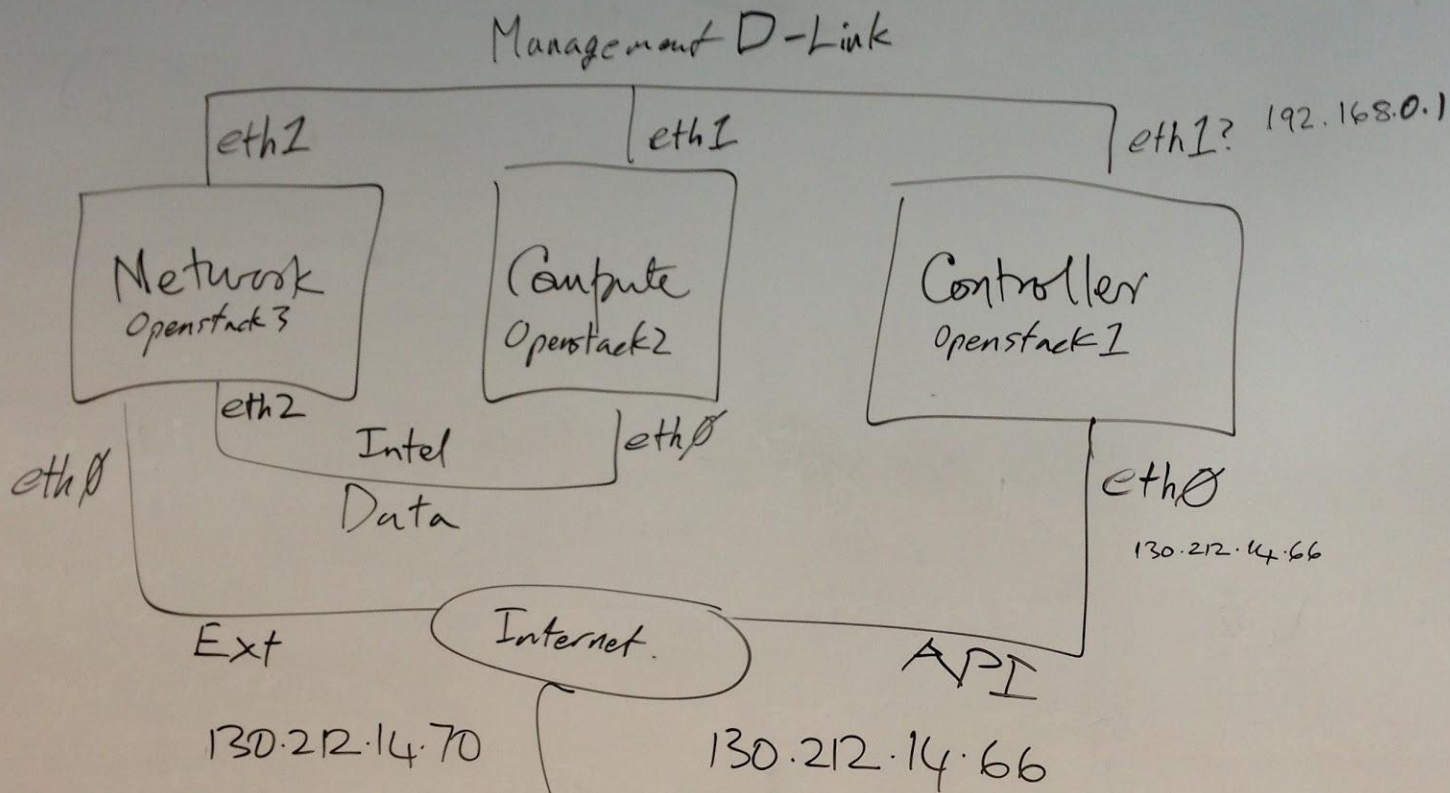 Management D-Link
eth1
eth1
eth1? 192.168.0.1
Network
Openstack3
Compute
Openstack2
Controller
Openstack1
eth2
eth0
eth0
Intel
Data
eth0
130.212.14.66
Ext
Internet.
API
130.212.14.70
130.212.14.66